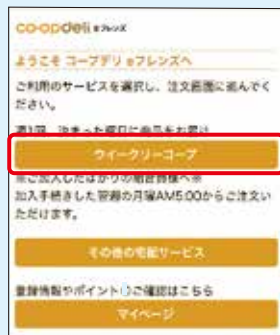 co·opdeli eフレンズ
ようこそ コープデリ eフレンズへ
ご利用のサービスを選択し、注文画面に進んでく
ださい。
週1回、決まった曜日に商品をお届け
ウイークリーコープ
※ご加入したばかりの組合員様へ※
加入手続きした翌週の月曜AM5:00からご注文い
ただけます。
その他の宅配サービス
登録情報やポイントのご確認はこちら
マイページ